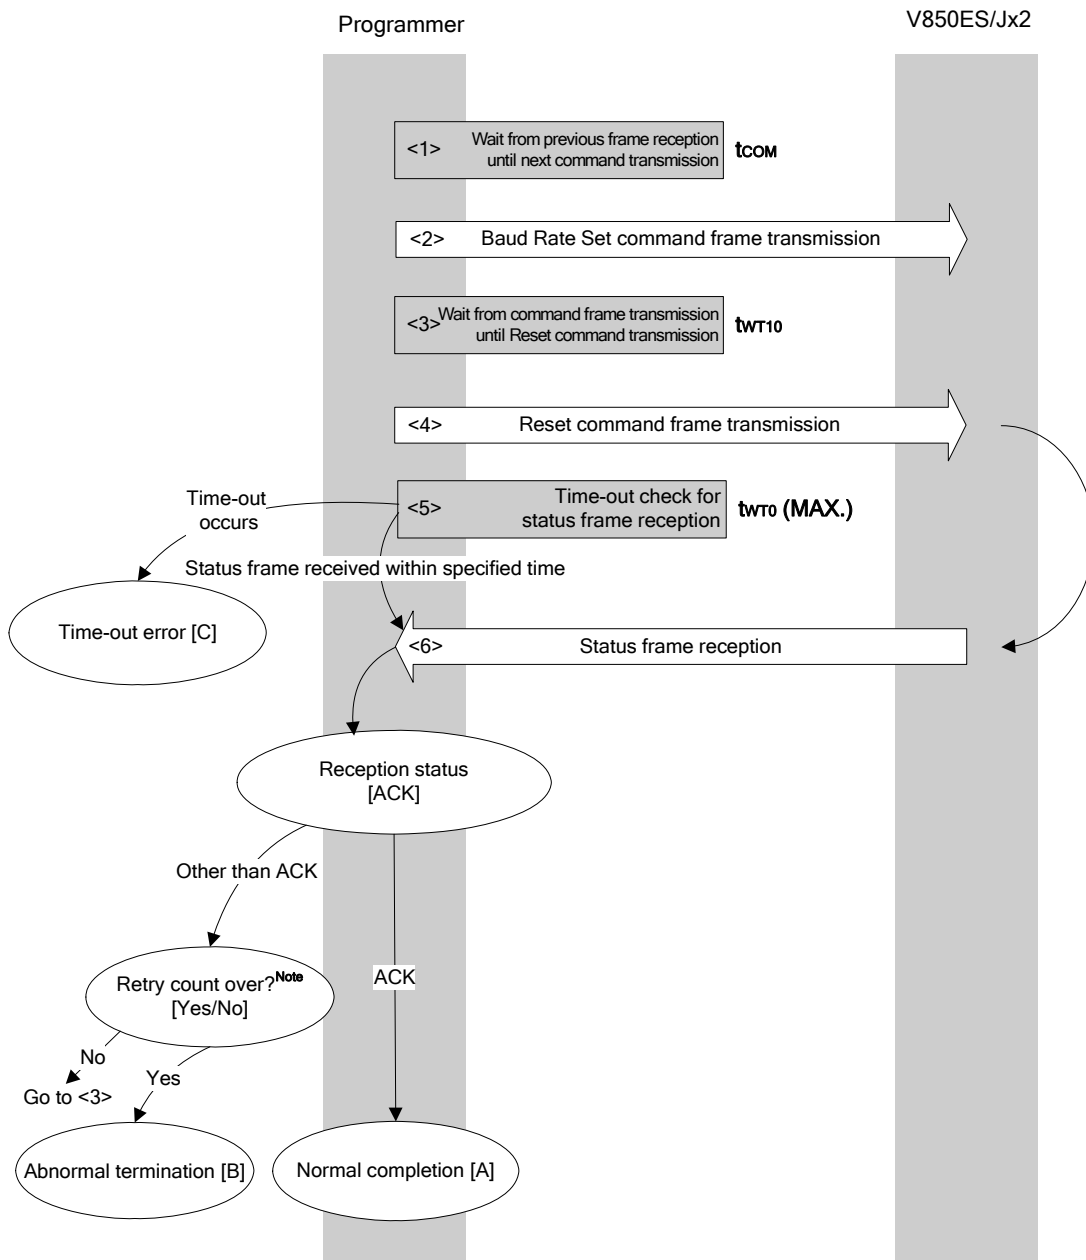 Programmer
V850ES/Jx2
<1>
Wait from previous frame reception
until next command transmission
tCOM
<2> Baud Rate Set command frame transmission
<3>
Wait from command frame transmission
until Reset command transmission
tWT10
<4> Reset command frame transmission
<5>
Time-out check for
status frame reception
tWT0 (MAX.)
Time-out
occurs
Status frame received within specified time
Time-out error [C]
<6> Status frame reception
Reception status
[ACK]
Other than ACK
ACK
Retry count over?Note
[Yes/No]
No
Yes
Go to <3>
Abnormal termination [B]
Normal completion [A]